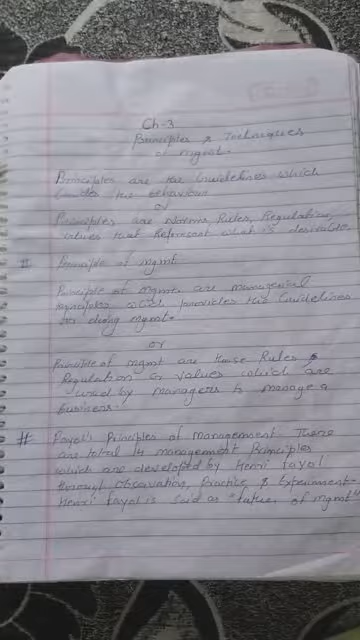 Ch-3
Principles & Techniques
of mgmt.
Principles are the Guidelines which
Guides the behaviour
or
Principles are Norms, Rules, Regulation,
values that Represent what is desirable
# Principle of mgmt
Principle of mgmt are managerial
principles which provides the Guidelines
for doing mgmt.
or
Principle of mgmt are those Rules &
Regulation or values which are
used by managers to manage a
business.
# Fayol's Principles of Management There
are total 14 management Principles
which are developed by Henri Fayol
through Observation, Practice & Experiment-
Henri Fayol is said as "father of mgmt"